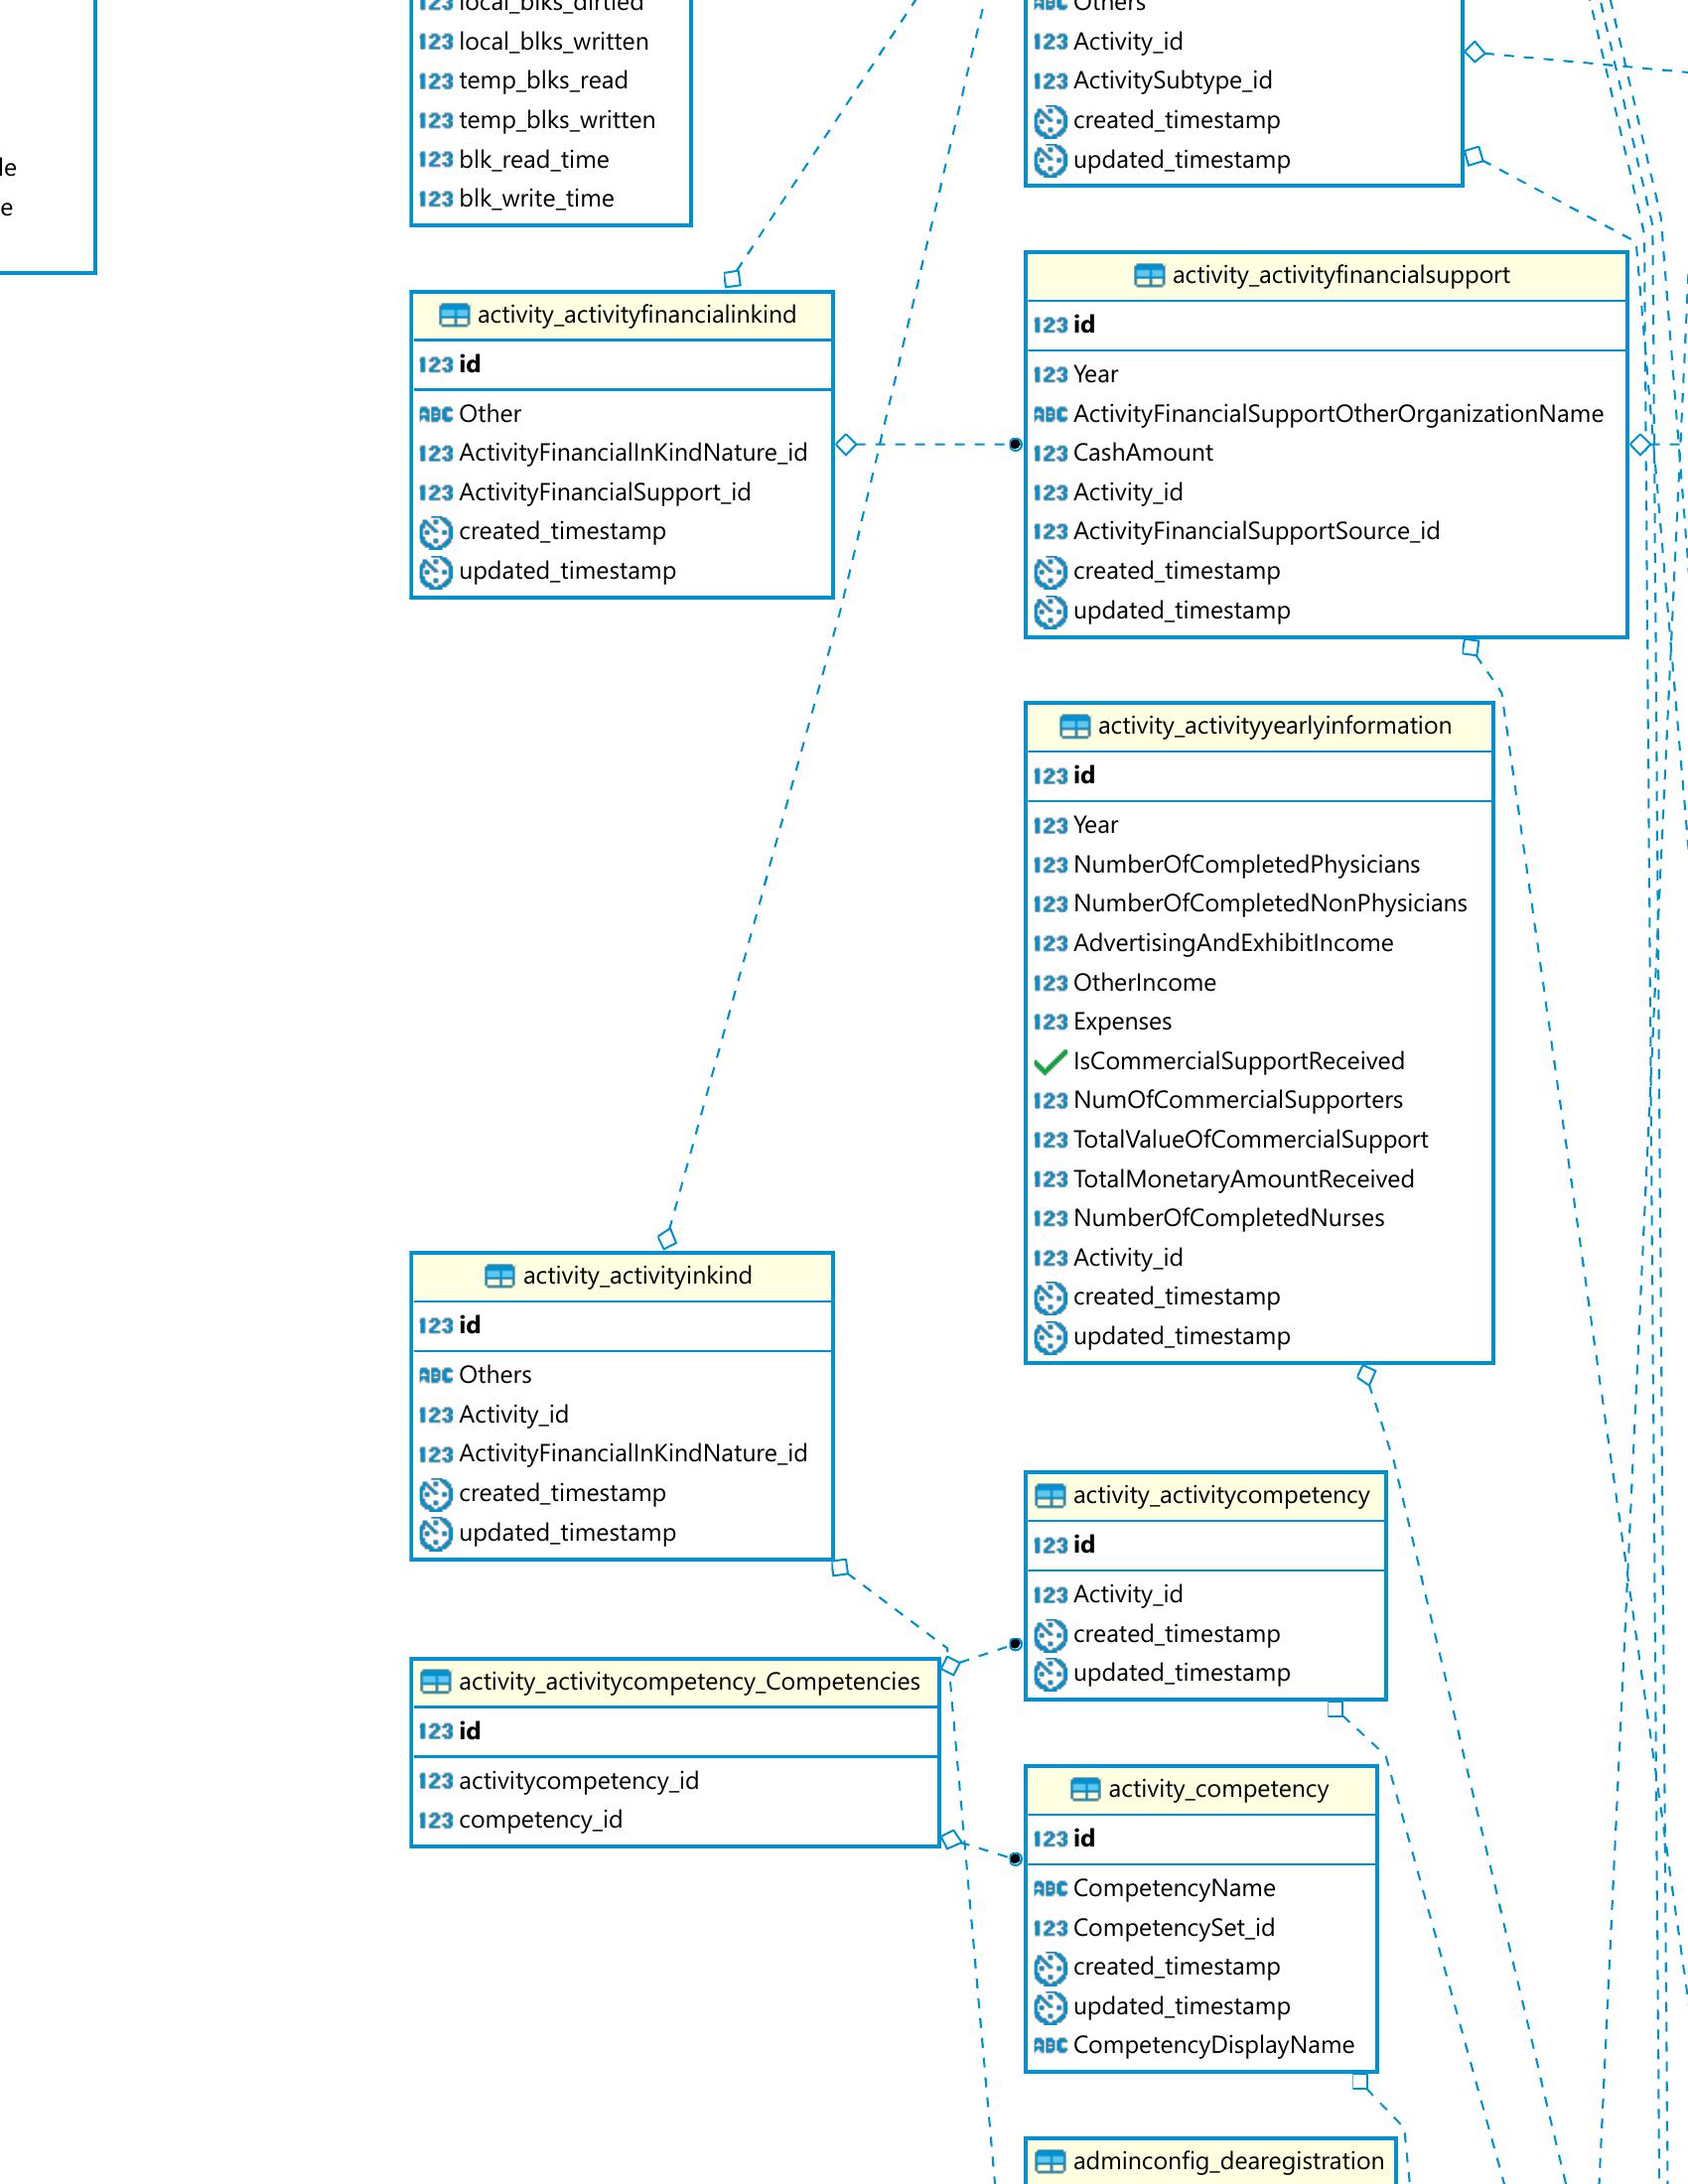 le
e
local_blks_dirtied
123 local_blks_written
123 temp_blks_read
123 temp_blks_written
123 blk_read_time
123 blk_write_time
activity_activityfinancialinkind
123 id
ABC Other
123 ActivityFinancialInKindNature_id
123 ActivityFinancialSupport_id
created_timestamp
updated_timestamp
activity_activityinkind
123 id
ABC Others
123 Activity_id
123 ActivityFinancialInKindNature_id
created_timestamp
updated_timestamp
activity_activitycompetency_Competencies
123 id
123 activitycompetency_id
123 competency_id
ABC Others
123 Activity_id
123 ActivitySubtype_id
created_timestamp
updated_timestamp
activity_activityfinancialsupport
123 id
123 Year
ABC ActivityFinancialSupportOtherOrganizationName
123 CashAmount
123 Activity_id
123 ActivityFinancialSupportSource_id
created_timestamp
updated_timestamp
activity_activityyearlyinformation
123 id
123 Year
123 NumberOfCompletedPhysicians
123 NumberOfCompletedNonPhysicians
123 AdvertisingAndExhibitIncome
123 OtherIncome
123 Expenses
IsCommercialSupportReceived
123 NumOfCommercialSupporters
123 TotalValueOfCommercialSupport
123 TotalMonetaryAmountReceived
123 NumberOfCompletedNurses
123 Activity_id
created_timestamp
updated_timestamp
activity_activitycompetency
123 id
123 Activity_id
created_timestamp
updated_timestamp
activity_competency
123 id
ABC CompetencyName
123 CompetencySet_id
created_timestamp
updated_timestamp
ABC CompetencyDisplayName
adminconfig_dearegistration